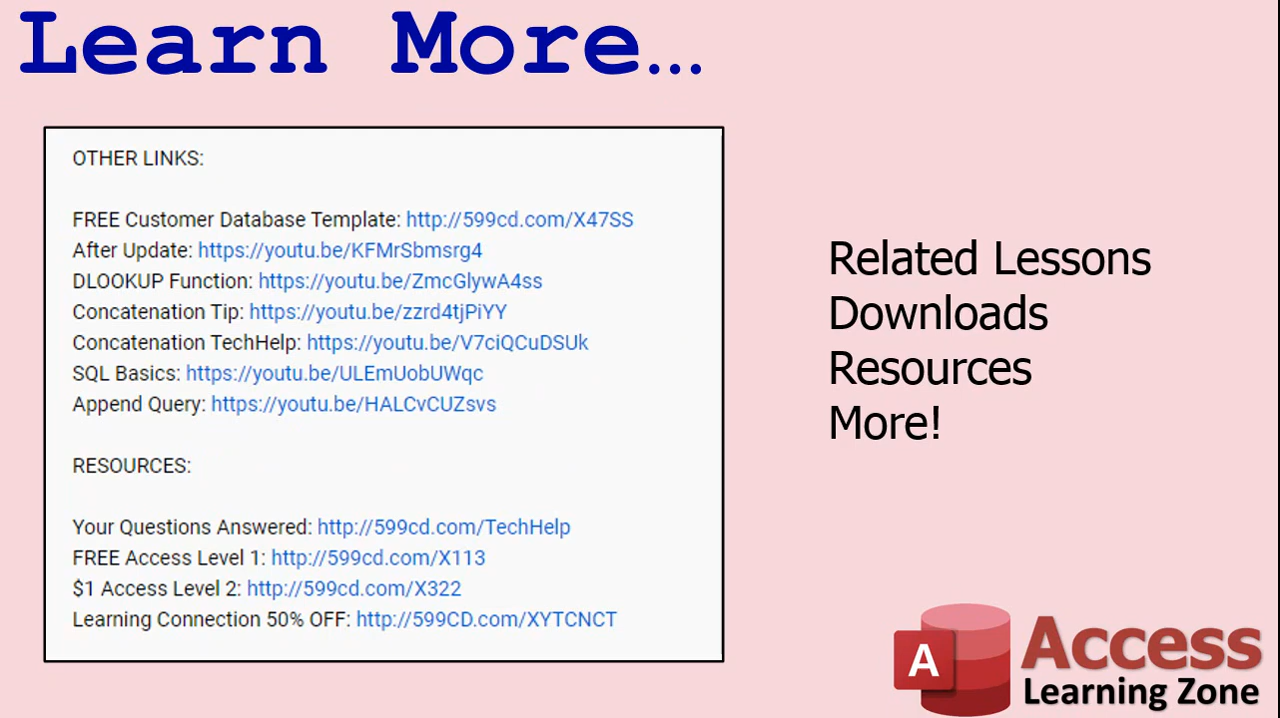 Learn More...
OTHER LINKS:
FREE Customer Database Template: http://599cd.com/X47SS
After Update: https://youtu.be/KFMrSbmsrg4
DLOOKUP Function: https://youtu.be/ZmcGlywA4ss
Concatenation Tip: https://youtu.be/zzrd4tjPiYY
Concatenation TechHelp: https://youtu.be/V7ciQCuDSUk
SQL Basics: https://youtu.be/ULEmUobUWqc
Append Query: https://youtu.be/HALCvCUZsvs
RESOURCES:
Your Questions Answered: http://599cd.com/TechHelp
FREE Access Level 1: http://599cd.com/X113
$1 Access Level 2: http://599cd.com/X322
Learning Connection 50% OFF: http://599CD.com/XYTCNCT
Related Lessons
Downloads
Resources
More!
A
Access
Learning Zone